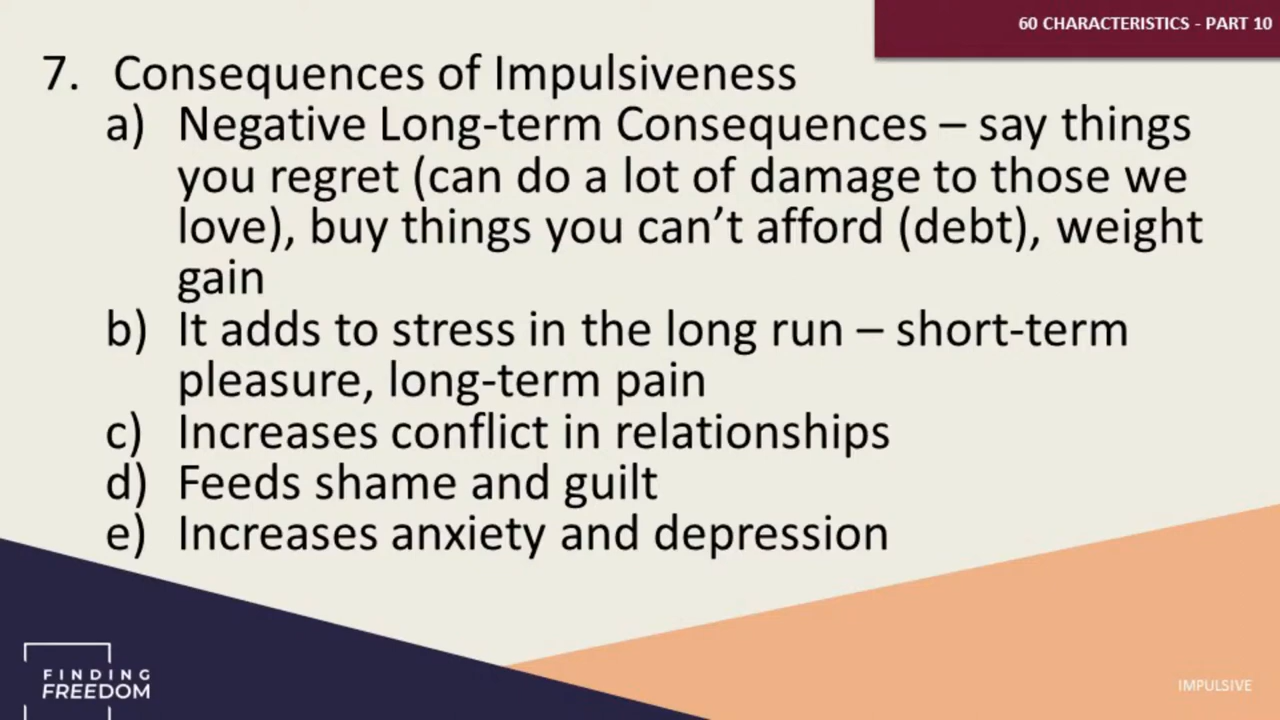 60 CHARACTERISTICS - PART 10
7. Consequences of Impulsiveness
a) Negative Long-term Consequences – say things
you regret (can do a lot of damage to those we
love), buy things you can’t afford (debt), weight
gain
b) It adds to stress in the long run – short-term
pleasure, long-term pain
c) Increases conflict in relationships
d) Feeds shame and guilt
e) Increases anxiety and depression
FINDING
FREEDOM
IMPULSIVE